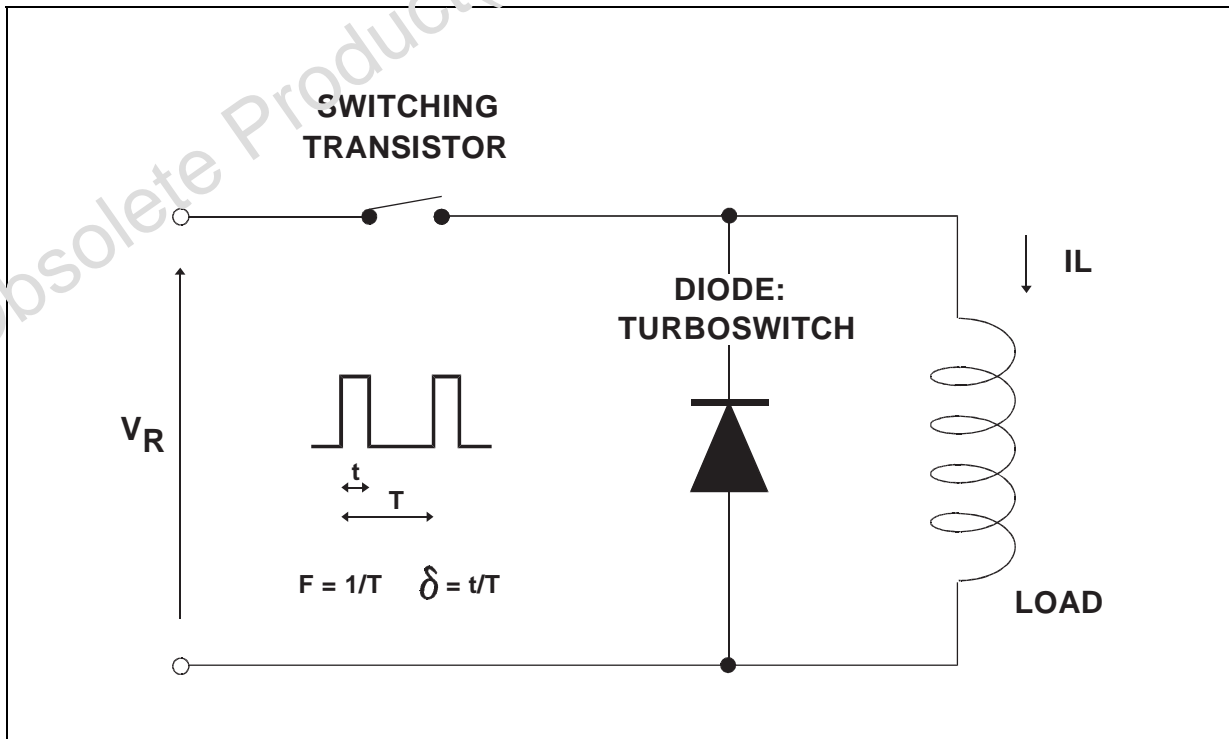 Obsolete Product(
SWITCHING
TRANSISTOR
DIODE:
TURBOSWITCH
IL
VR
t
T
F = 1/T δ = t/T
LOAD